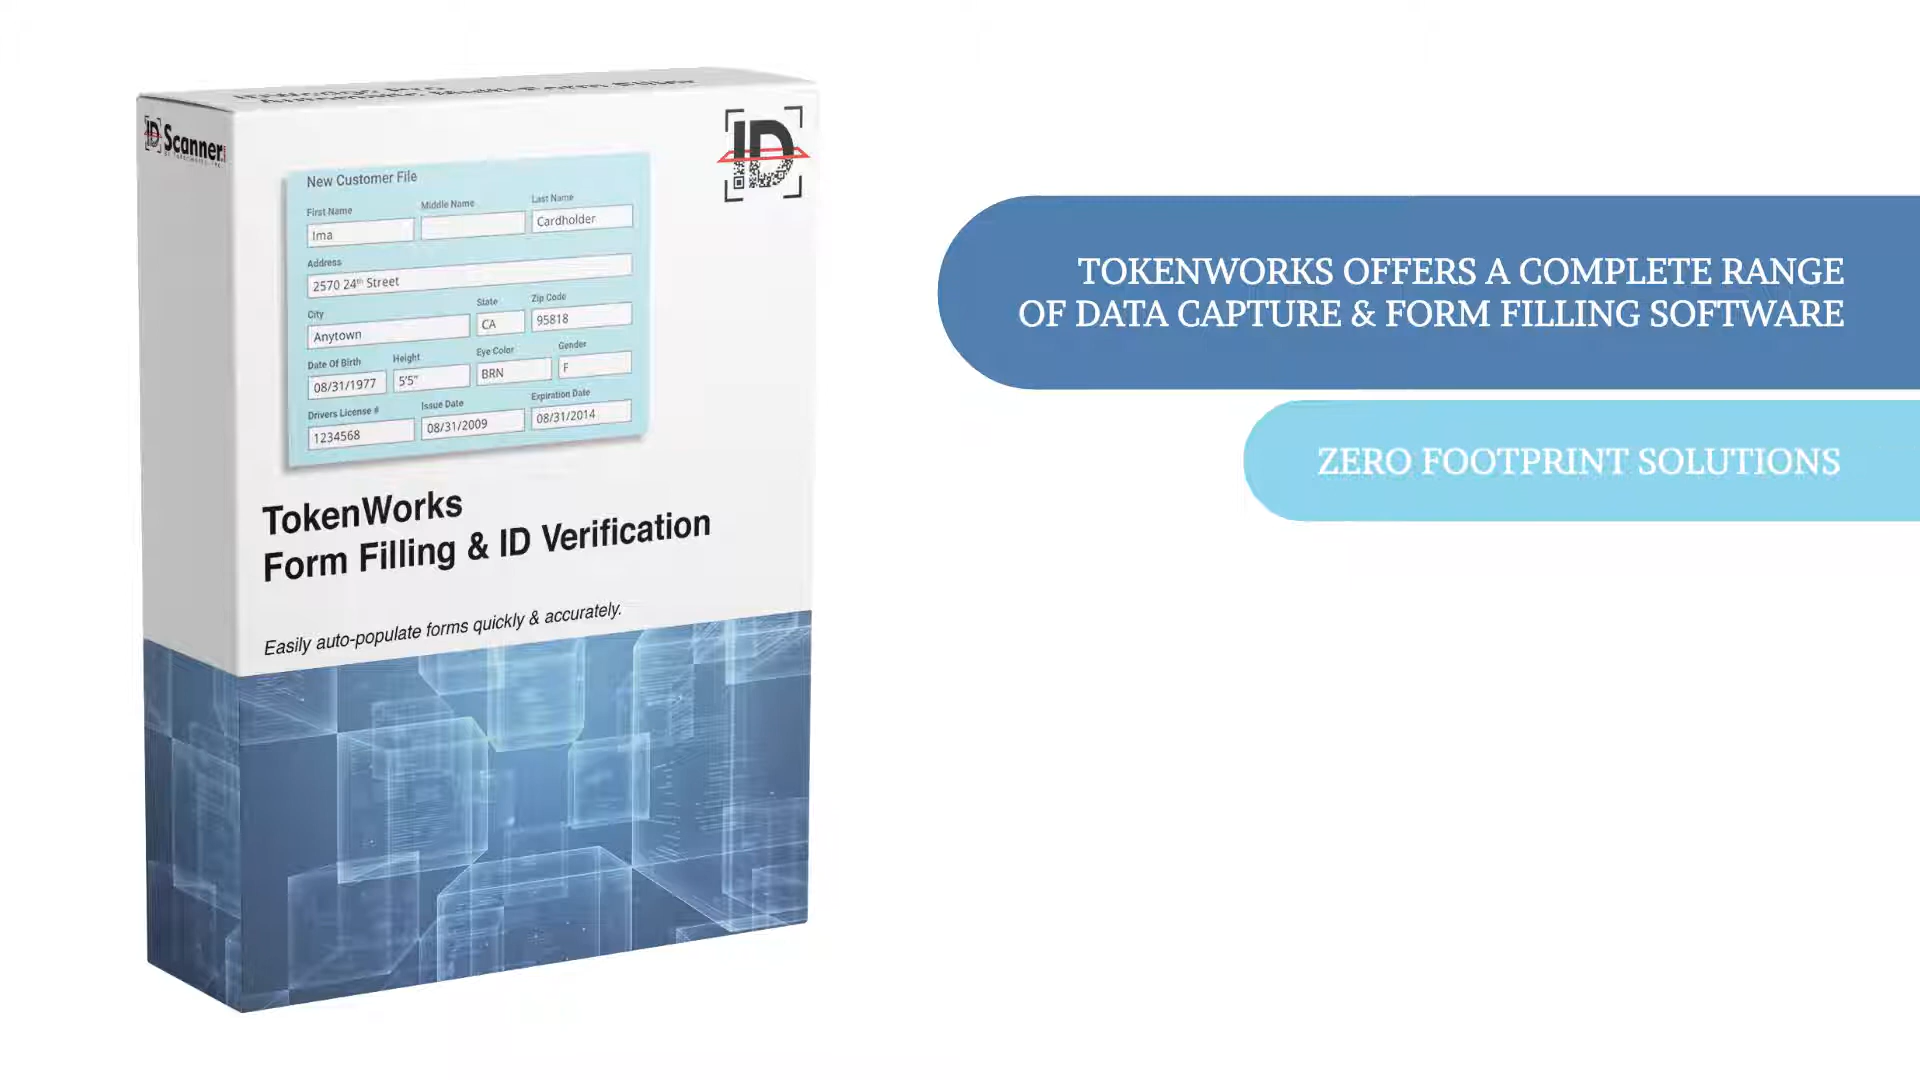 ID Scanner
ID
New Customer File
First Name
Middle Name
Last Name
Ima
Cardholder
Address
2570 24th Street
City
State
Zip Code
Anytown
CA
95818
Date Of Birth
Height
Eye Color
Gender
08/31/1977
5'5"
BRN
F
Drivers License #
Issue Date
Expiration Date
1234568
08/31/2009
08/31/2014
TokenWorks
Form Filling & ID Verification
Easily auto-populate forms quickly & accurately.
TOKENWORKS OFFERS A COMPLETE RANGE
OF DATA CAPTURE & FORM FILLING SOFTWARE
ZERO FOOTPRINT SOLUTIONS